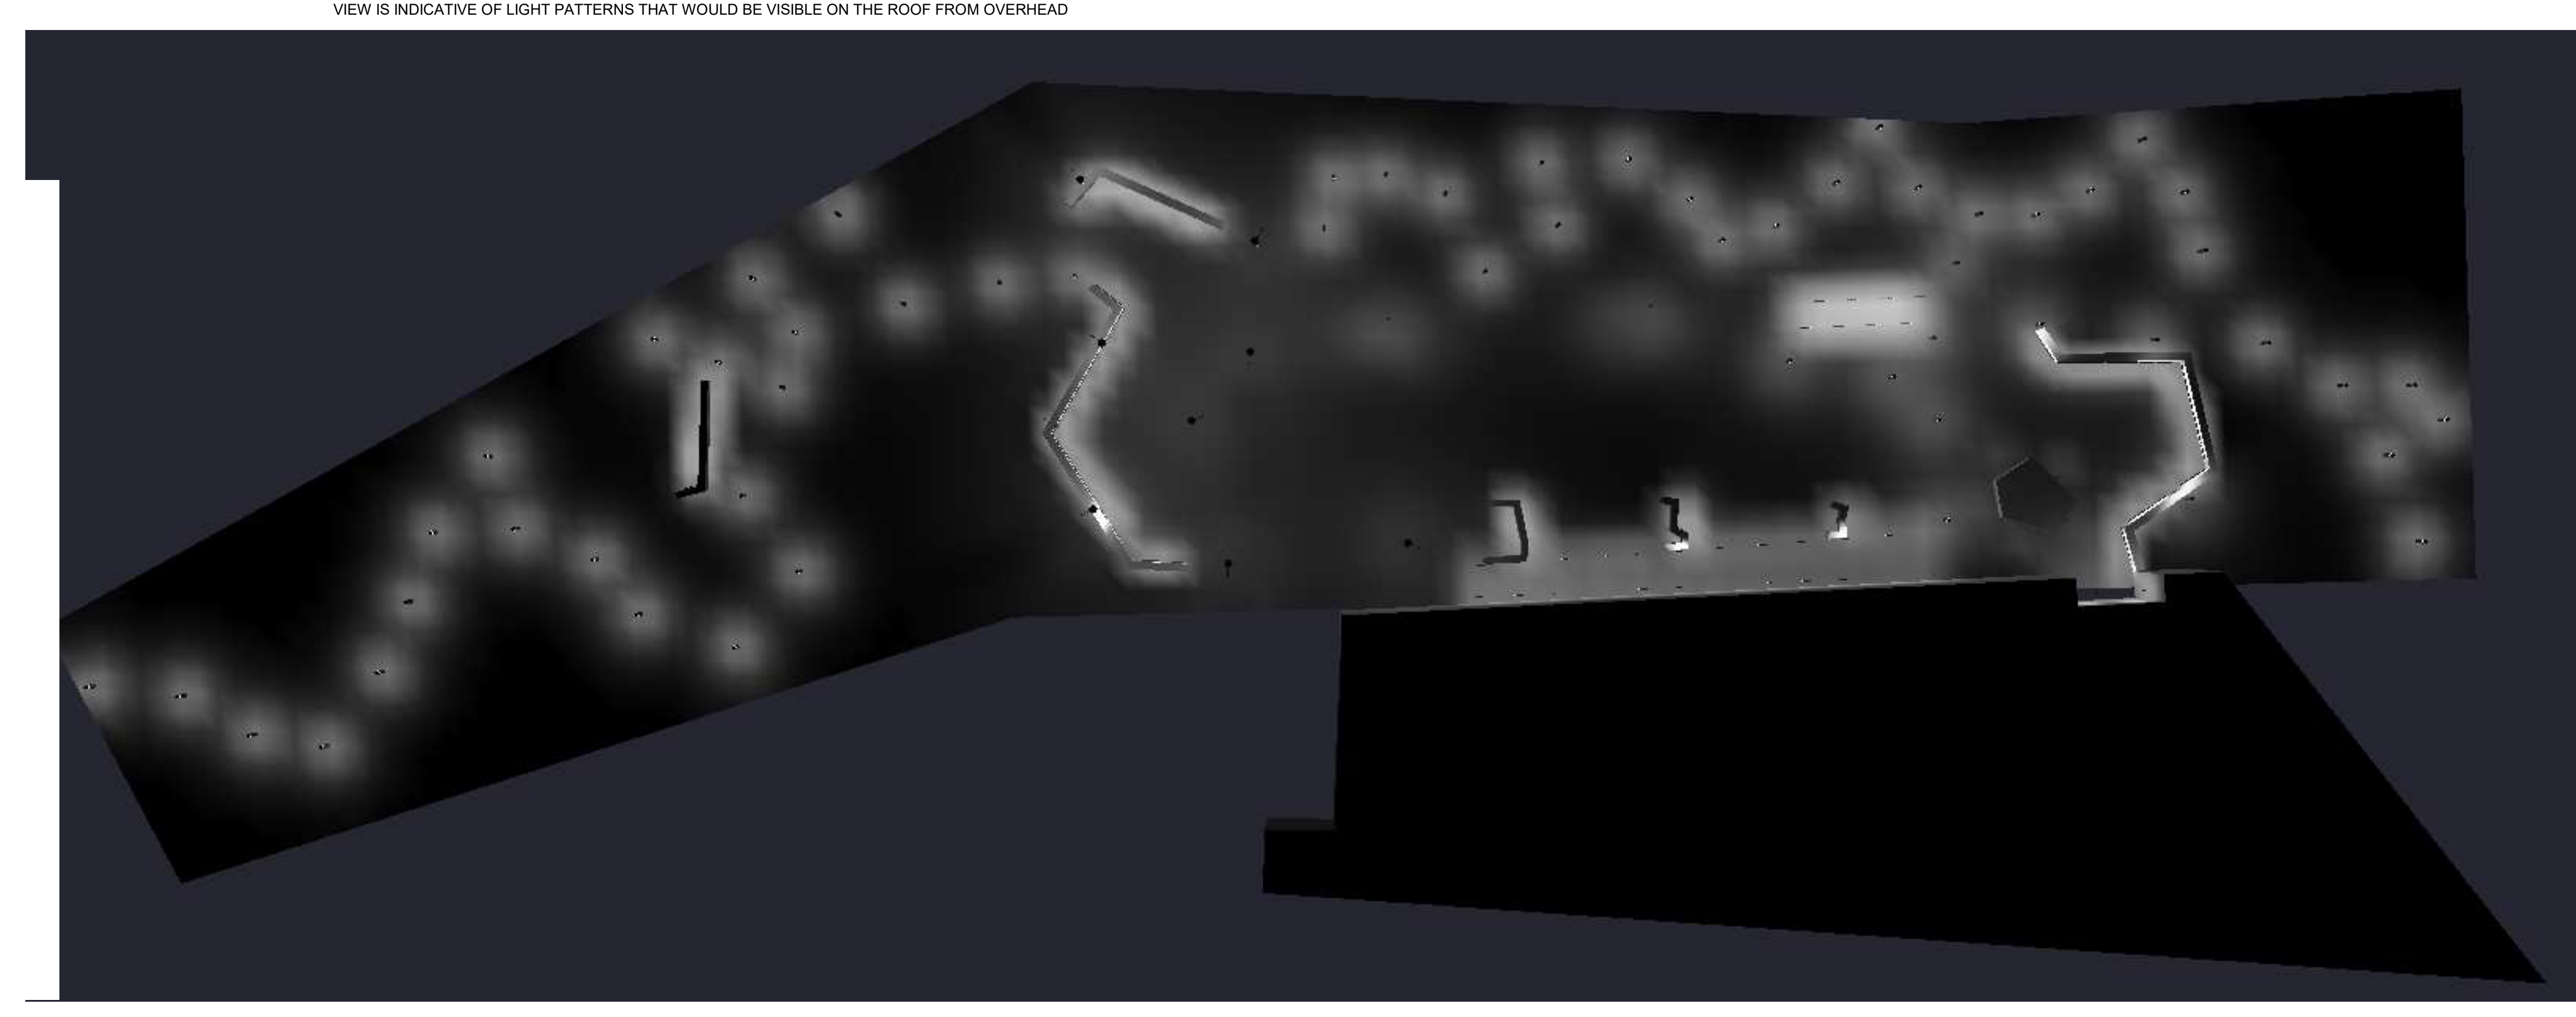 VIEW IS INDICATIVE OF LIGHT PATTERNS THAT WOULD BE VISIBLE ON THE ROOF FROM OVERHEAD